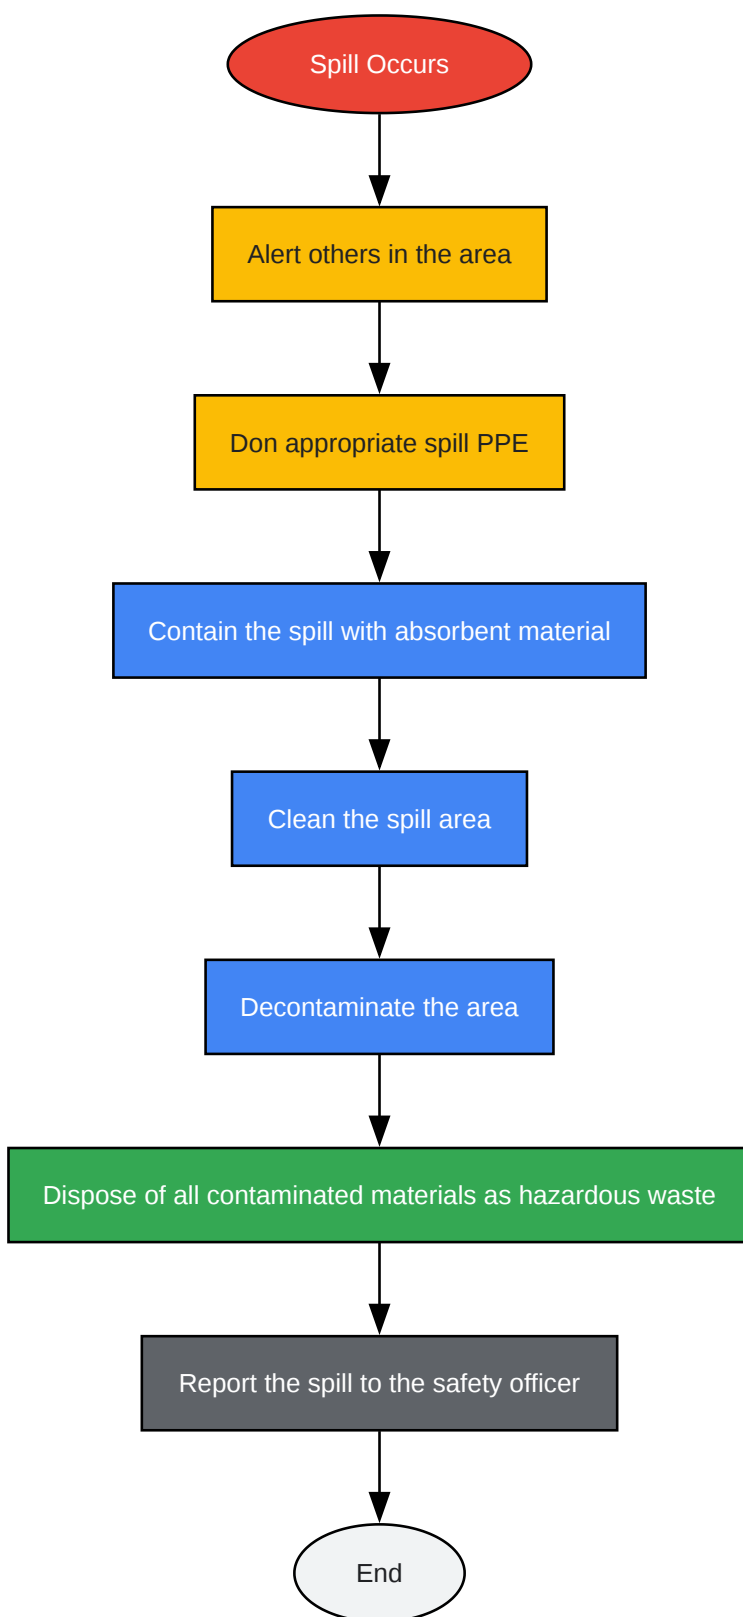 Spill Occurs
Alert others in the area
Don appropriate spill PPE
Contain the spill with absorbent material
Clean the spill area
Decontaminate the area
Dispose of all contaminated materials as hazardous waste
Report the spill to the safety officer
End